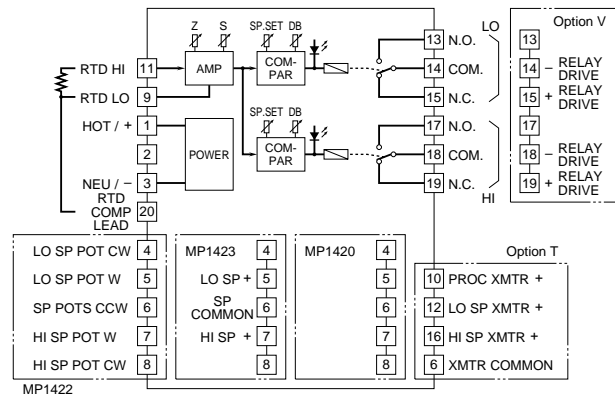 Z S SP.SET DB LO Option V
13 N.O. 13
RTD HI 11 AMP COM- PAR 14 COM. 14 – RELAY DRIVE
RTD LO 9 15 N.C. 15 + RELAY DRIVE
HOT / + 1 SP.SET DB 17 N.O. 17
2 POWER COM- PAR 18 COM. 18 – RELAY DRIVE
NEU / – 3 19 N.C. 19 + RELAY DRIVE
HI
RTD COMP LEAD 20
LO SP POT CW 4 MP1423 4 MP1420 4 Option T
LO SP POT W 5 LO SP + 5 5 10 PROC XMTR +
SP POTS CCW 6 SP COMMON 6 6 12 LO SP XMTR +
HI SP POT W 7 HI SP + 7 7 16 HI SP XMTR +
HI SP POT CW 8 8 8 6 XMTR COMMON
MP1422